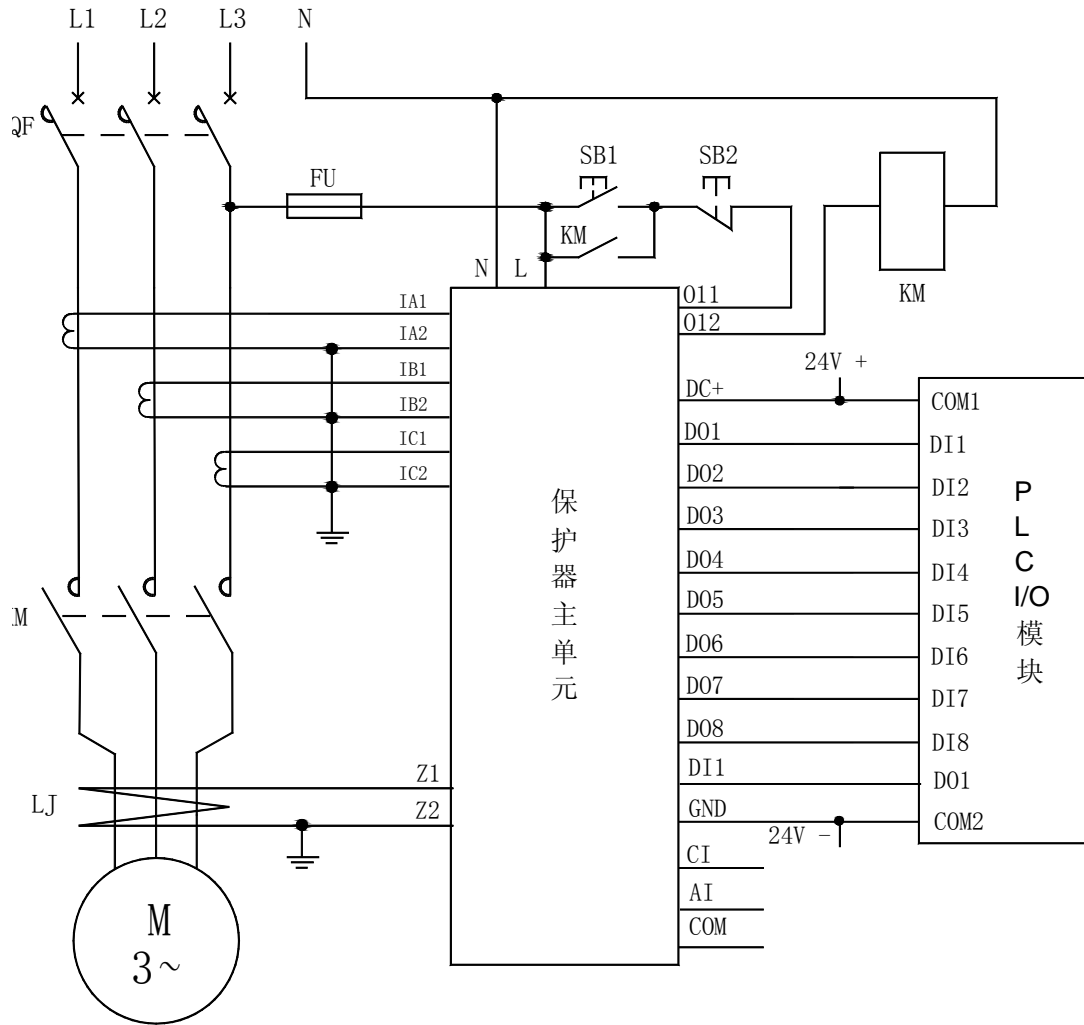 L1 L2 L3 N
QF
FU
SB1 SB2
KM
N L
KM
IA1
IA2
IB1
IB2
IC1
IC2
O11
O12
24V +
DC+ COM1
DO1 DI1
DO2 DI2
DO3 DI3
DO4 DI4
DO5 DI5
DO6 DI6
DO7 DI7
DO8 DI8
DI1 DO1
GND COM2
24V -
CI
AI
COM
保
护
器
主
单
元
P
L
C
I/O
模
块
LJ
Z1
Z2
M
3~